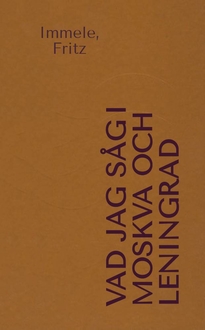 Immele,
Fritz
VAD JAG SÅG I
MOSKVA OCH
LENINGRAD